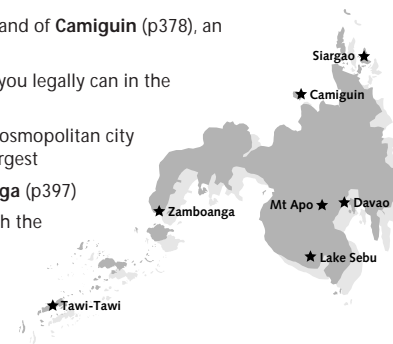 and of Camiguin (p378), an
you legally can in the
osmopolitan city
rgest
ga (p397)
h the
Siargao
Camiguin
Zamboanga
Mt Apo
Davao
Lake Sebu
Tawi-Tawi